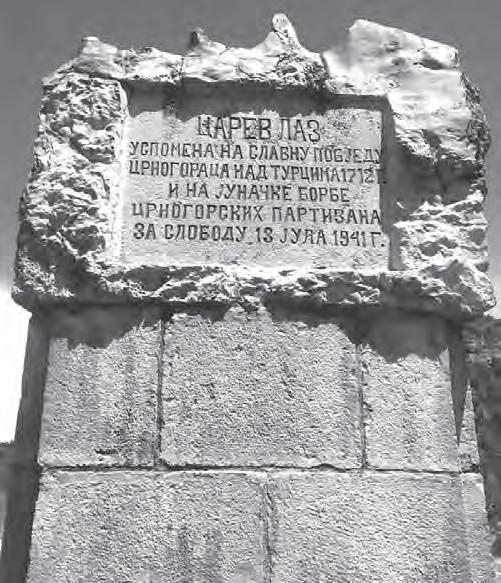 ЦАРЕВ ЛАЗ
УСПОМЕНА НА СЛАВНУ ПОБЈЕДУ
ЦРНОГОРАЦА НАД ТУРЦИМА 1712 Г.
И НА ЈУНАЧКЕ БОРБЕ
ЦРНОГОРСКИХ ПАРТИЗАНА
ЗА СЛОБОДУ 13 ЈУЛА 1941 Г.